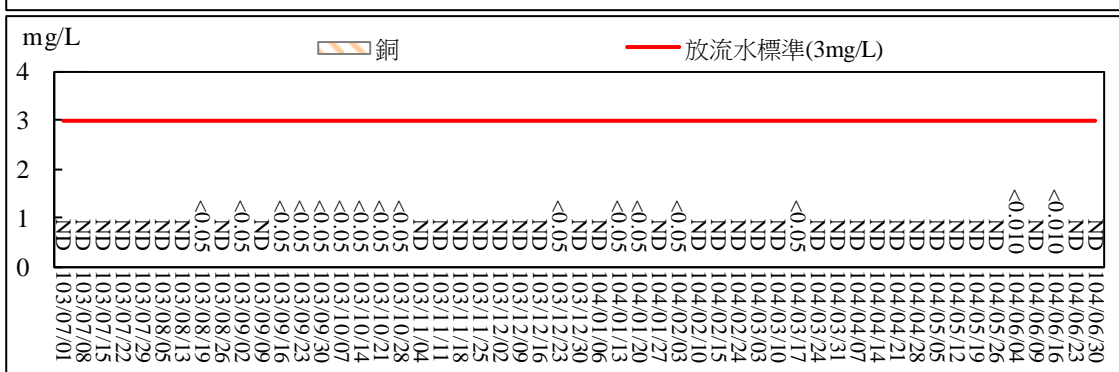 mg/L
銅
放流水標準(3mg/L)
4
3
2
1
0
ND
ND
ND
ND
ND
ND
ND
<0.05
ND
<0.05
ND
<0.05
<0.05
<0.05
<0.05
<0.05
<0.05
<0.05
ND
ND
ND
ND
ND
ND
ND
<0.05
ND
ND
<0.05
<0.05
ND
<0.05
ND
ND
ND
ND
ND
<0.05
ND
ND
ND
ND
ND
ND
ND
ND
ND
ND
<0.010
ND
<0.010
ND
ND
103/07/01
103/07/08
103/07/15
103/07/22
103/07/29
103/08/05
103/08/13
103/08/19
103/08/26
103/09/02
103/09/09
103/09/16
103/09/23
103/09/30
103/10/07
103/10/14
103/10/21
103/10/28
103/11/04
103/11/11
103/11/18
103/11/25
103/12/02
103/12/09
103/12/16
103/12/23
103/12/30
104/01/06
104/01/13
104/01/20
104/01/27
104/02/03
104/02/10
104/02/15
104/02/24
104/03/03
104/03/10
104/03/17
104/03/24
104/03/31
104/04/07
104/04/14
104/04/21
104/04/28
104/05/05
104/05/12
104/05/19
104/05/26
104/06/04
104/06/09
104/06/16
104/06/23
104/06/30